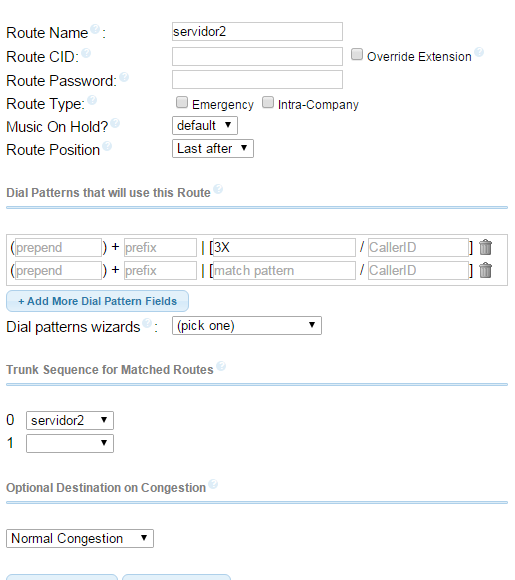 Route Name? : servidor2
Route CID: ? Override Extension ?
Route Password: ?
Route Type: ? Emergency Intra-Company
Music On Hold? ? default
Route Position ? Last after
Dial Patterns that will use this Route ?
(prepend) + prefix | [3X / CallerID ]
(prepend) + prefix | [match pattern / CallerID ]
+ Add More Dial Pattern Fields
Dial patterns wizards ? : (pick one)
Trunk Sequence for Matched Routes ?
0 servidor2
1
Optional Destination on Congestion ?
Normal Congestion